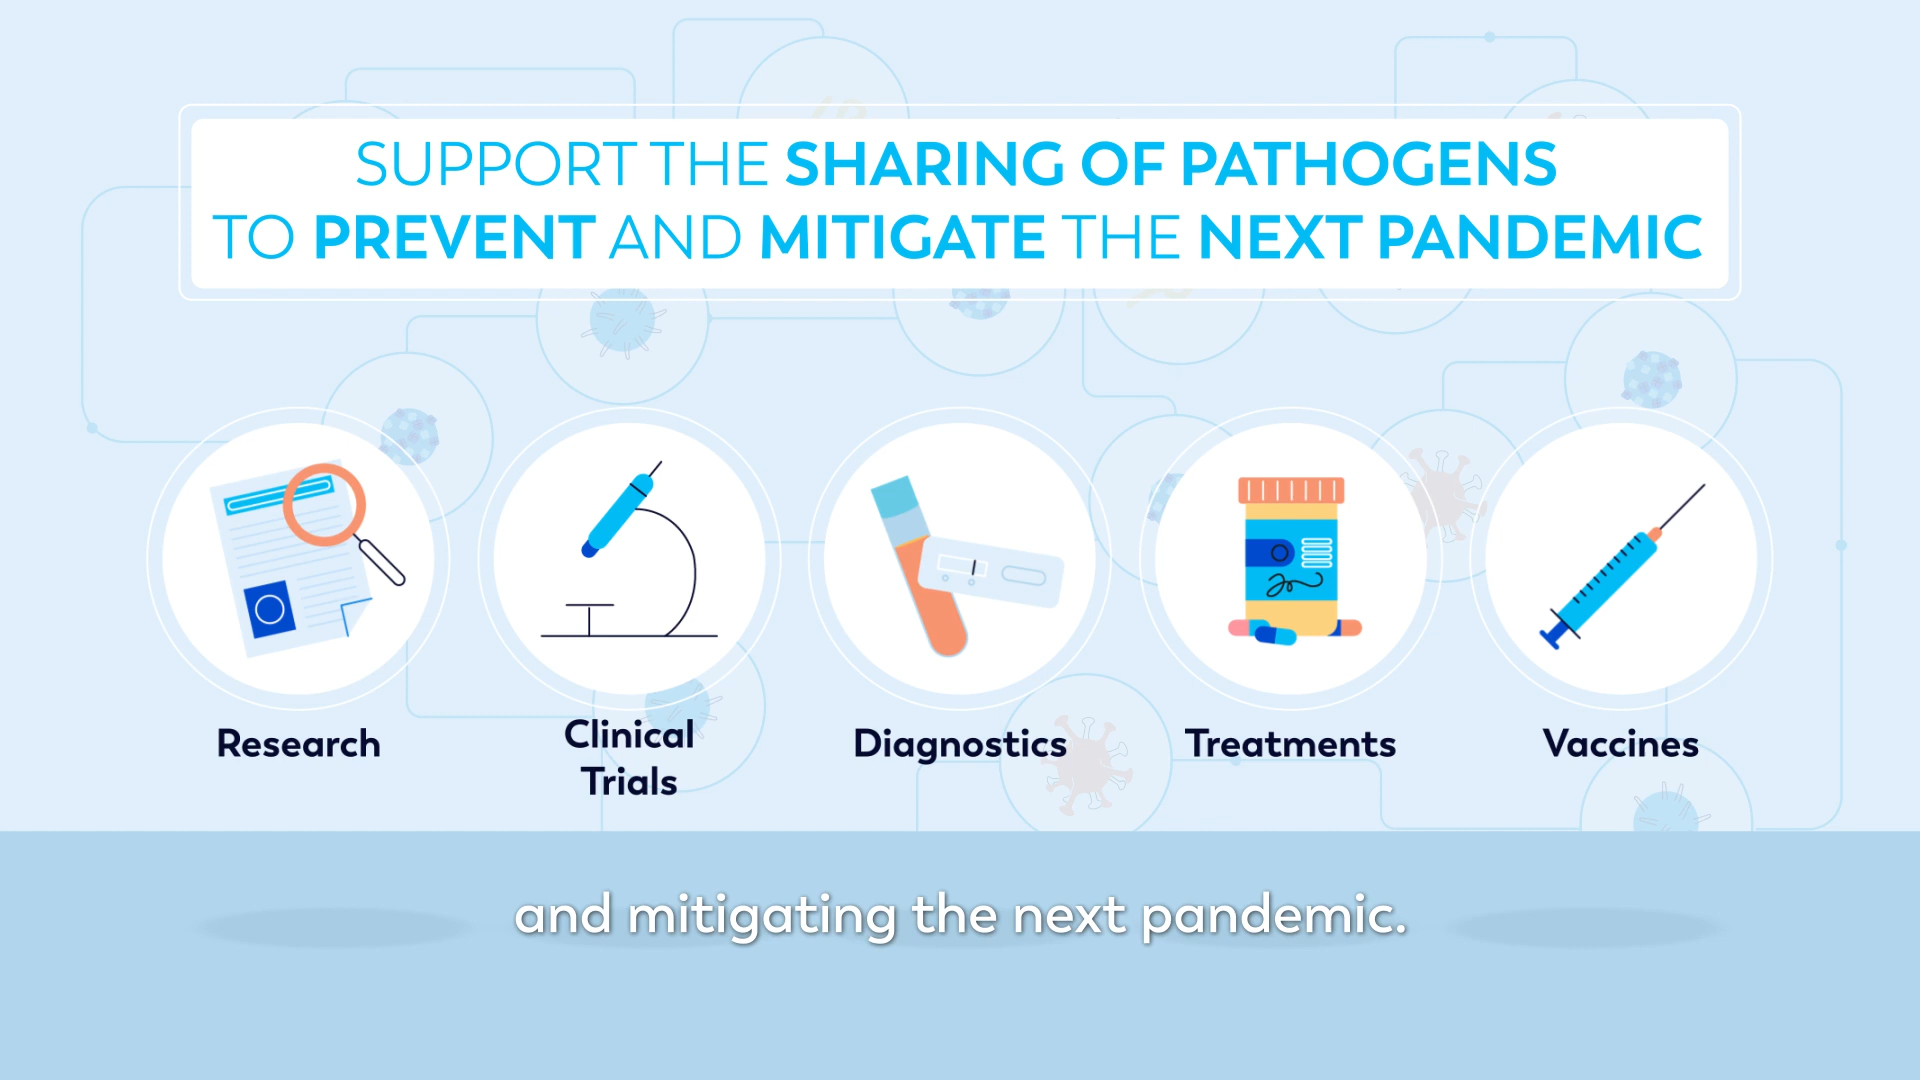 SUPPORT THE SHARING OF PATHOGENS
TO PREVENT AND MITIGATE THE NEXT PANDEMIC
Research
Clinical
Trials
Diagnostics
Treatments
Vaccines
and mitigating the next pandemic.